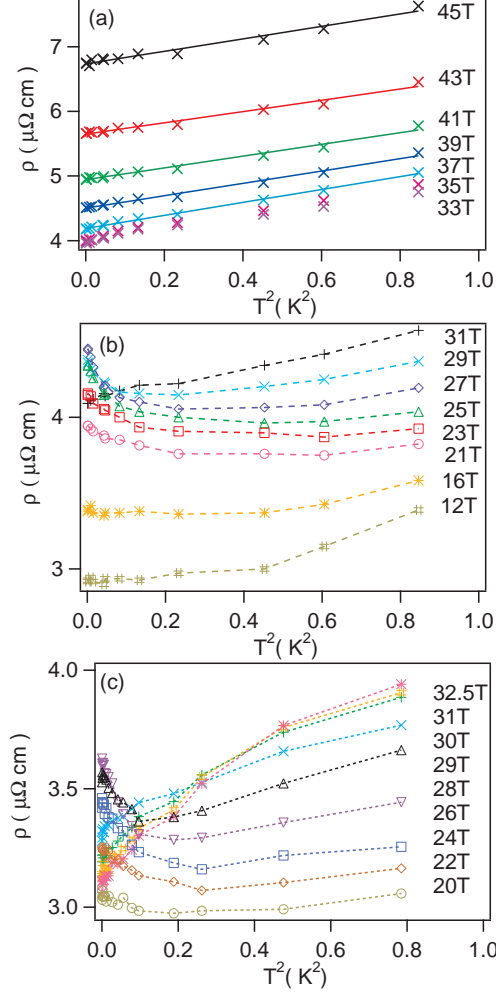 (a)
7
6
5
4
ρ ( μΩ cm)
45T
43T
41T
39T
37T
35T
33T
0.0 0.2 0.4 0.6 0.8 1.0
T² ( K²)
(b)
4
3
ρ ( μΩ cm)
31T
29T
27T
25T
23T
21T
16T
12T
0.0 0.2 0.4 0.6 0.8 1.0
T² ( K²)
(c)
4.0
3.5
3.0
ρ ( μΩ cm)
32.5T
31T
30T
29T
28T
26T
24T
22T
20T
0.0 0.2 0.4 0.6 0.8 1.0
T² ( K²)